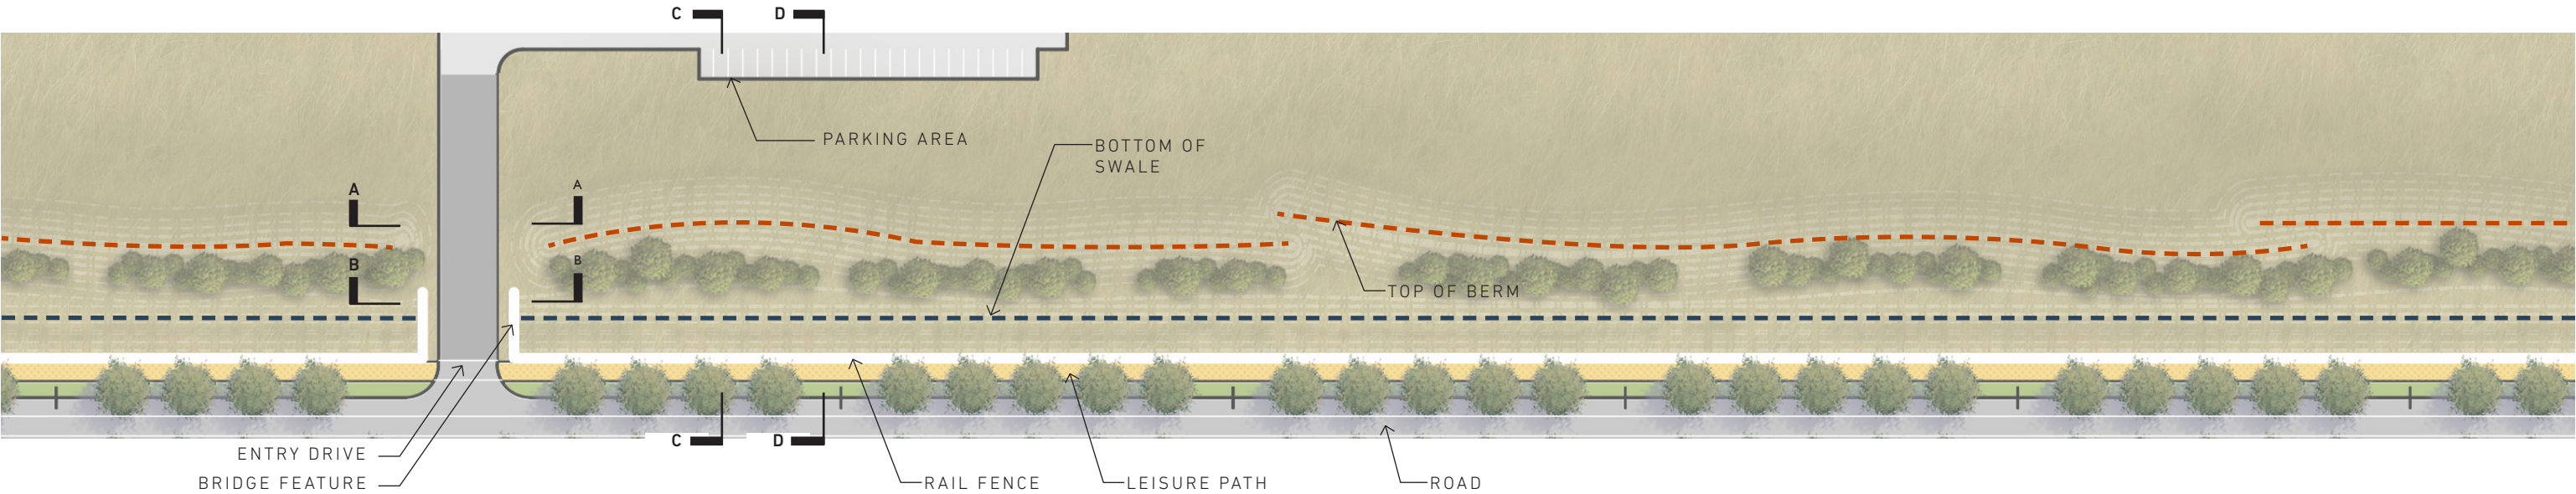 C
D
PARKING AREA
BOTTOM OF
SWALE
A
A
B
B
TOP OF BERM
C
D
ENTRY DRIVE
BRIDGE FEATURE
RAIL FENCE
LEISURE PATH
ROAD